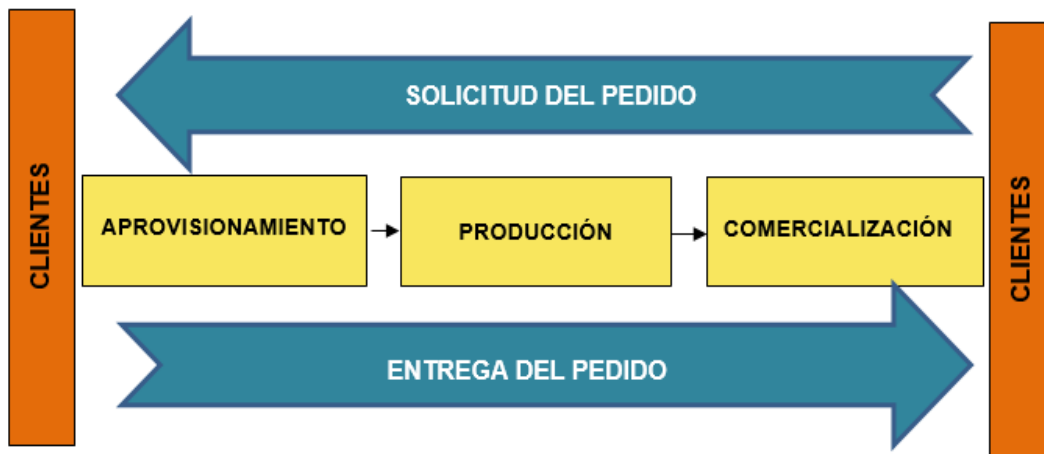 CLIENTES
SOLICITUD DEL PEDIDO
APROVISIONAMIENTO
PRODUCCIÓN
COMERCIALIZACIÓN
ENTREGA DEL PEDIDO
CLIENTES